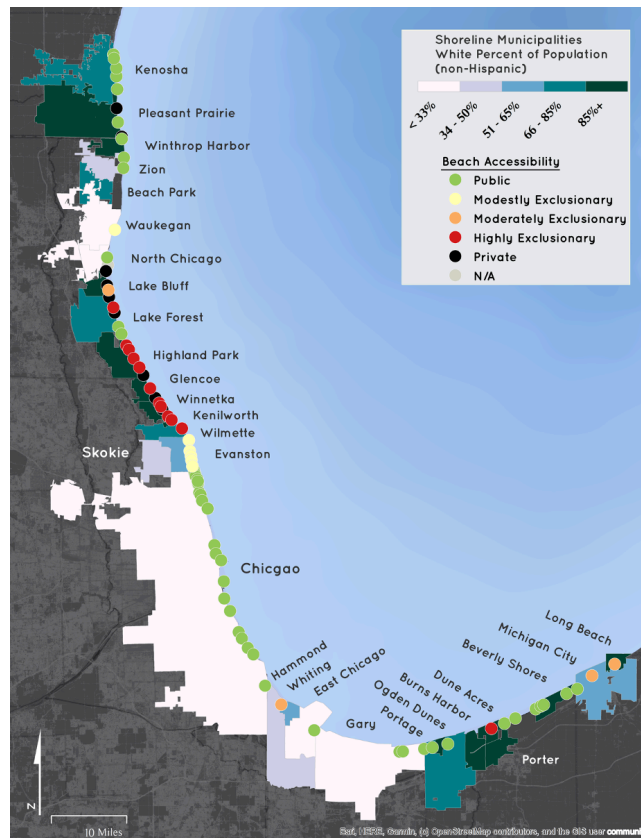 Shoreline Municipalities
White Percent of Population
(non-Hispanic)
< 33%
34 - 50%
51 - 65%
66 - 85%
85%+
Beach Accessibility
Public
Modestly Exclusionary
Moderately Exclusionary
Highly Exclusionary
Private
N/A
Kenosha
Pleasant Prairie
Winthrop Harbor
Zion
Beach Park
Waukegan
North Chicago
Lake Bluff
Lake Forest
Highland Park
Glencoe
Winnetka
Kenilworth
Wilmette
Skokie
Evanston
Chicgao
Hammond
Whiting
East Chicago
Gary
Portage
Ogden Dunes
Burns Harbor
Dune Acres
Beverly Shores
Michigan City
Long Beach
Porter
N
10 Miles
Esri, HERE, Garmin, (c) OpenStreetMap contributors, and the GIS user commun